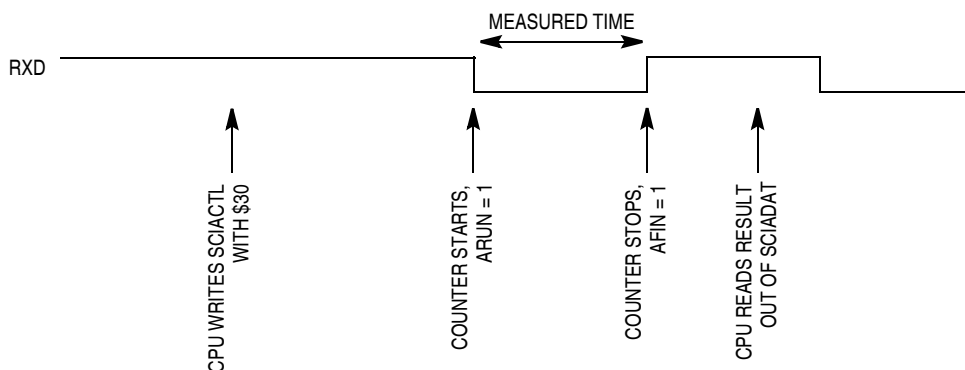 MEASURED TIME
RXD
CPU WRITES SCIACTL
WITH $30
COUNTER STARTS,
ARUN = 1
COUNTER STOPS,
AFIN = 1
CPU READS RESULT
OUT OF SCIADAT